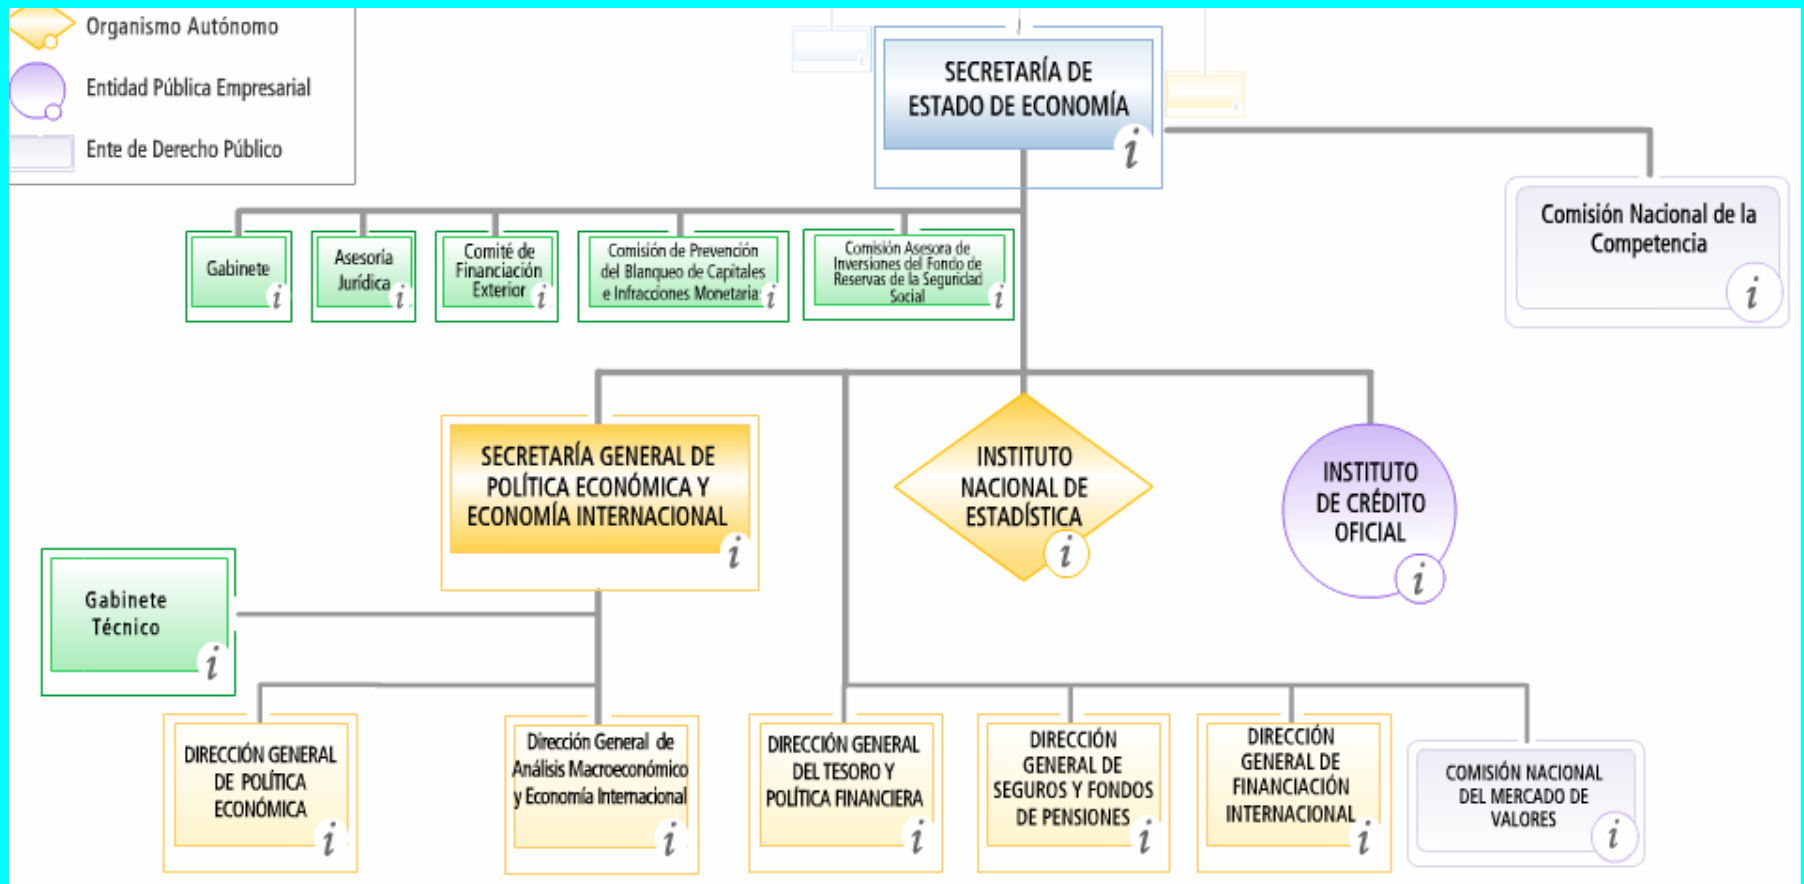 Organismo Autónomo
Entidad Pública Empresarial
Ente de Derecho Público
SECRETARÍA DE
ESTADO DE ECONOMÍA
i
Comisión Nacional de la
Competencia
i
Gabinete
i
Asesoría
Jurídica
i
Comité de
Financiación
Exterior
i
Comisión de Prevención
del Blanqueo de Capitales
e Infracciones Monetaria
i
Comisión Asesora de
Inversiones del Fondo de
Reservas de la Seguridad
Social
i
SECRETARÍA GENERAL DE
POLÍTICA ECONÓMICA Y
ECONOMÍA INTERNACIONAL
i
INSTITUTO
NACIONAL DE
ESTADÍSTICA
i
INSTITUTO
DE CRÉDITO
OFICIAL
i
Gabinete
Técnico
i
DIRECCIÓN GENERAL
DE POLÍTICA
ECONÓMICA
i
Dirección General de
Análisis Macroeconómico
y Economía Internacional
i
DIRECCIÓN GENERAL
DEL TESORO Y
POLÍTICA FINANCIERA
i
DIRECCIÓN
GENERAL DE
SEGUROS Y FONDOS
DE PENSIONES
i
DIRECCIÓN
GENERAL DE
FINANCIACIÓN
INTERNACIONAL
i
COMISIÓN NACIONAL
DEL MERCADO DE
VALORES
i